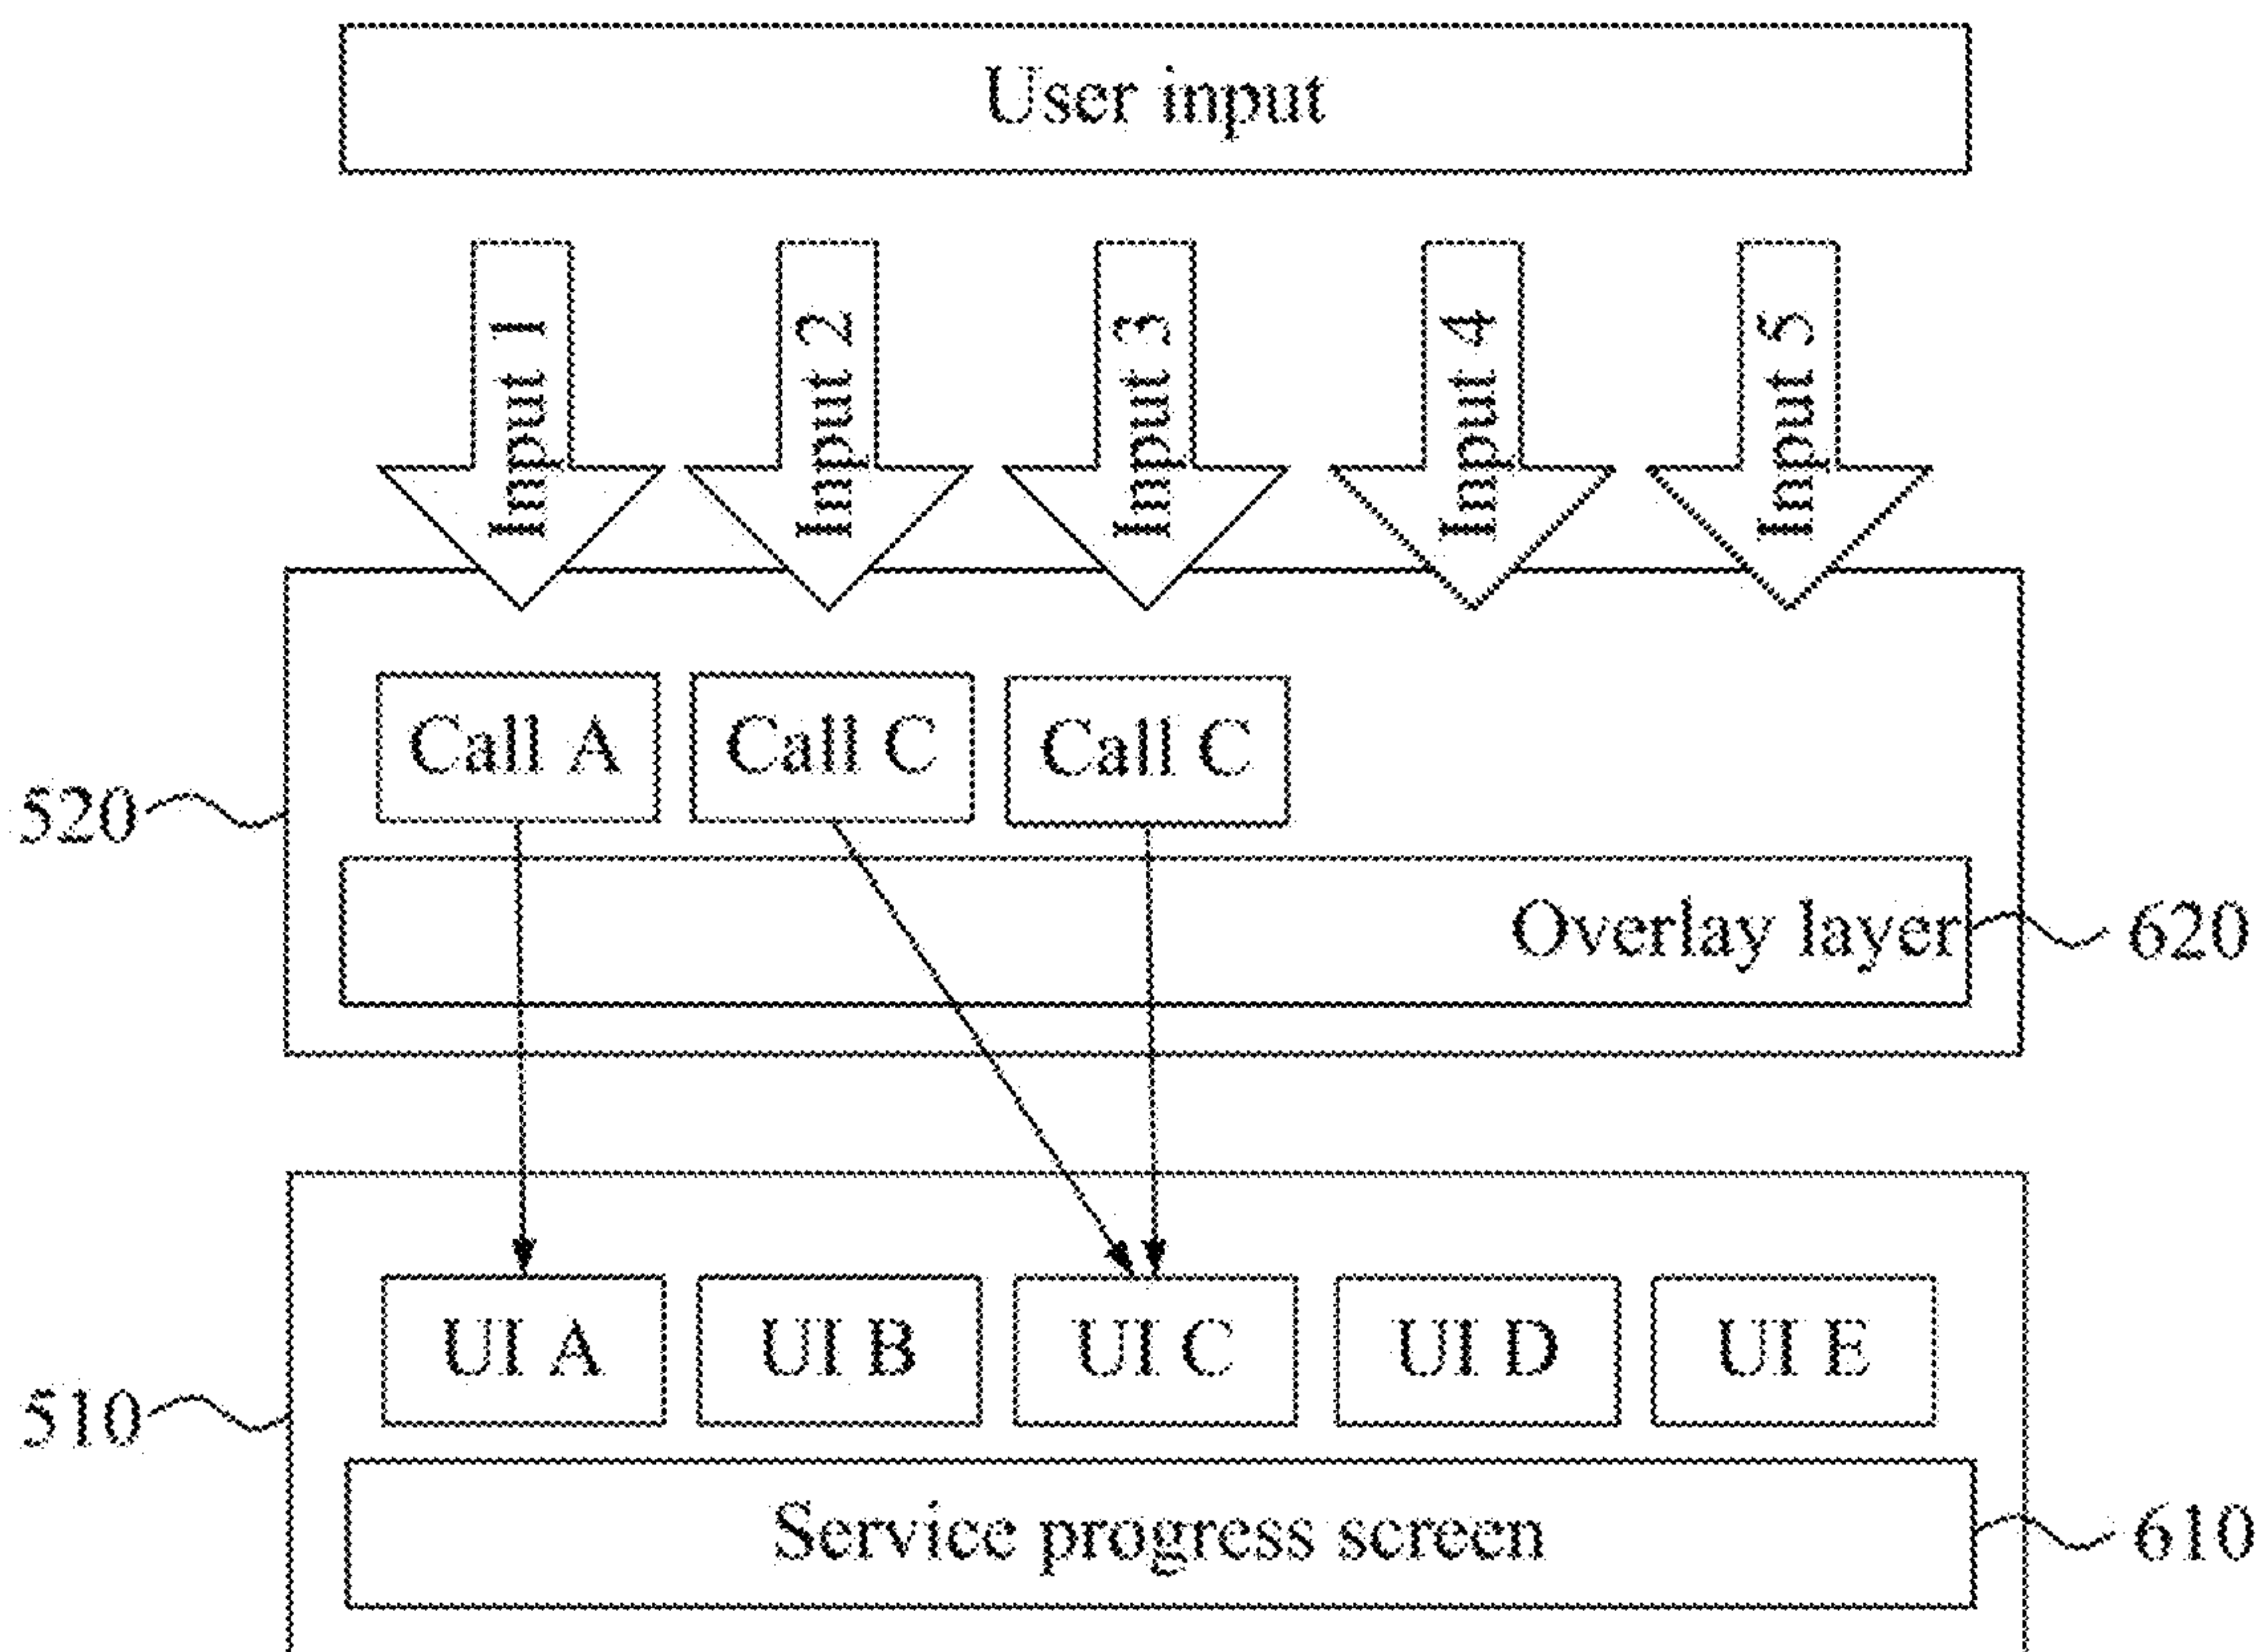 User input
Input 1
Input 2
Input 3
Input 4
Input 5
Call A
Call C
Call C
520
Overlay layer
620
UI A
UI B
UI C
UI D
UI E
510
Service progress screen
610